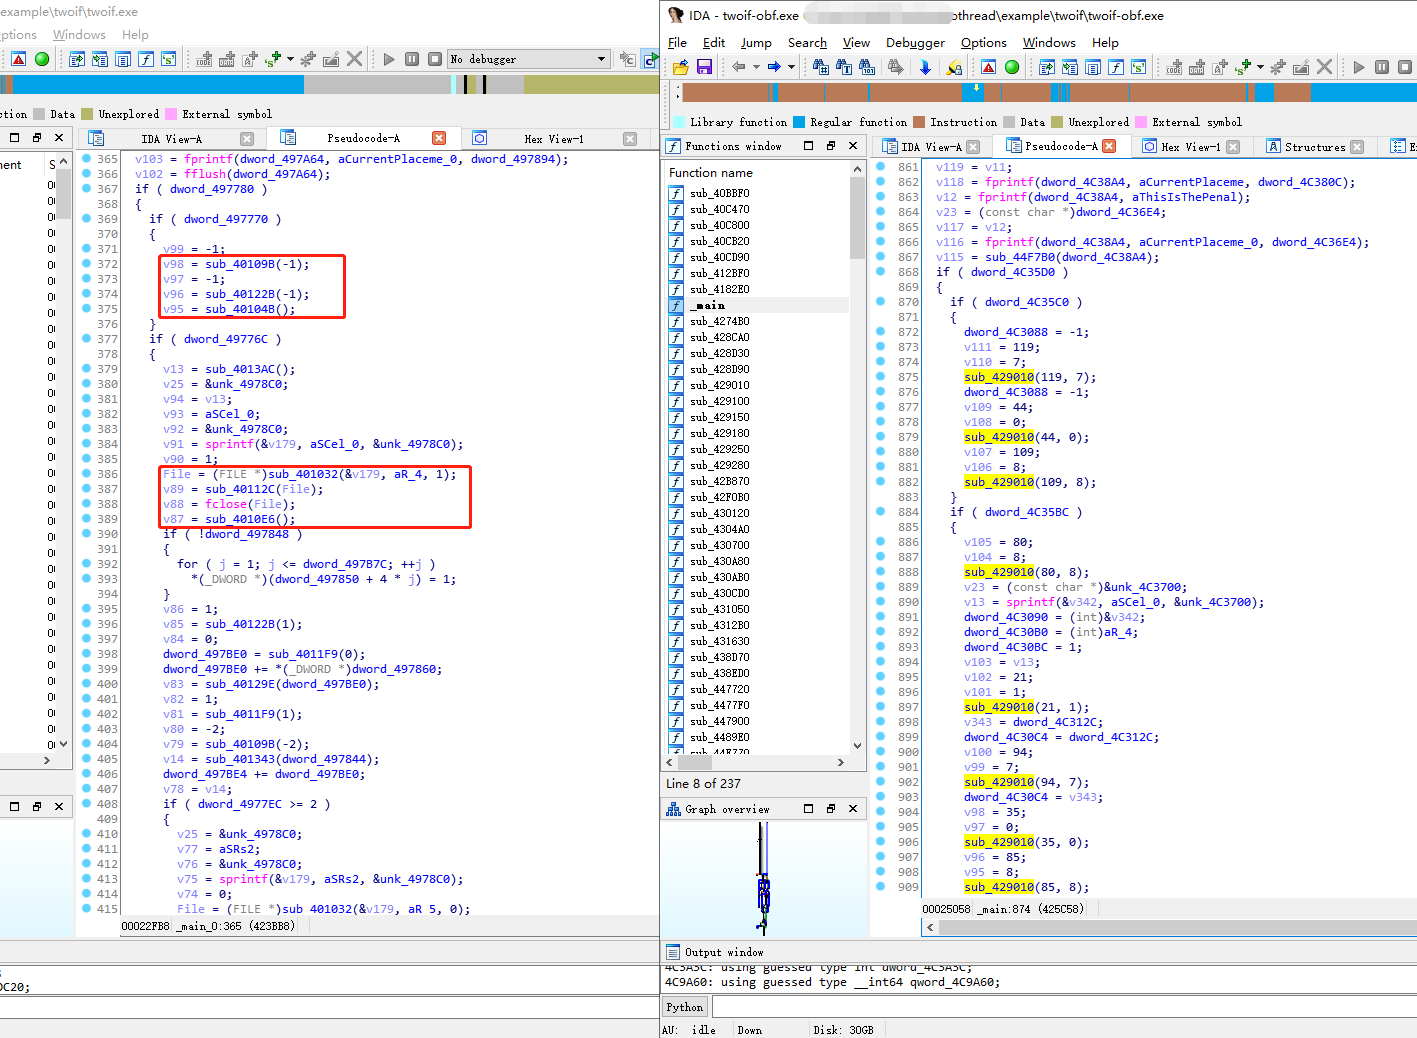 example\twoif\twoif.exe
ptions Windows Help
No debugger
ction Data Unexplored External symbol
IDA View-A Pseudocode-A Hex View-1
ment S
365 v103 = fprintf(dword_497A64, aCurrentPlaceme_0, dword_497894);
366 v102 = fflush(dword_497A64);
367 if ( dword_497780 )
368 {
369 if ( dword_497770 )
370 {
371 v99 = -1;
372 v98 = sub_40109B(-1);
373 v97 = -1;
374 v96 = sub_40122B(-1);
375 v95 = sub_40104B();
376 }
377 if ( dword_49776C )
378 {
379 v13 = sub_4013AC();
380 v25 = &unk_4978C0;
381 v94 = v13;
382 v93 = aSCel_0;
383 v92 = &unk_4978C0;
384 v91 = sprintf(&v179, aSCel_0, &unk_4978C0);
385 v90 = 1;
386 File = (FILE *)sub_401032(&v179, aR_4, 1);
387 v89 = sub_40112C(File);
388 v88 = fclose(File);
389 v87 = sub_4010E6();
390 if ( !dword_497848 )
391 {
392 for ( j = 1; j <= dword_497B7C; ++j )
393 *(_DWORD *)(dword_497850 + 4 * j) = 1;
394 }
395 v86 = 1;
396 v85 = sub_40122B(1);
397 v84 = 0;
398 dword_497BE0 = sub_4011F9(0);
399 dword_497BE0 += *(_DWORD *)dword_497860;
400 v83 = sub_40129E(dword_497BE0);
401 v82 = 1;
402 v81 = sub_4011F9(1);
403 v80 = -2;
404 v79 = sub_40109B(-2);
405 v14 = sub_401343(dword_497844);
406 dword_497BE4 += dword_497BE0;
407 v78 = v14;
408 if ( dword_4977EC >= 2 )
409 {
410 v25 = &unk_4978C0;
411 v77 = aSRs2;
412 v76 = &unk_4978C0;
413 v75 = sprintf(&v179, aSRs2, &unk_4978C0);
414 v74 = 0;
415 File = (FILE *)sub_401032(&v179, aR_5, 0);
00022FB8 _main_0:365 (423BB8)
DC20;
IDA - twoif-obf.exe othread\example\twoif\twoif-obf.exe
File Edit Jump Search View Debugger Options Windows Help
Library function Regular function Instruction Data Unexplored External symbol
Functions window
Function name
sub_40BBF0
sub_40C470
sub_40C800
sub_40CB20
sub_40CD90
sub_412BF0
sub_4182E0
_main
sub_4274B0
sub_428CA0
sub_428D30
sub_428D90
sub_429010
sub_429100
sub_429150
sub_429180
sub_429250
sub_429280
sub_42B870
sub_42F0B0
sub_430120
sub_4304A0
sub_430700
sub_430A80
sub_430AB0
sub_430CD0
sub_431050
sub_4312B0
sub_431630
sub_438D70
sub_438ED0
sub_447720
sub_4477F0
sub_447900
sub_4489E0
sub_44E770
Line 8 of 237
Graph overview
IDA View-A Pseudocode-A Hex View-1 Structures E
861 v119 = v11;
862 v118 = fprintf(dword_4C38A4, aCurrentPlaceme, dword_4C380C);
863 v12 = fprintf(dword_4C38A4, aThisIsThePenal);
864 v23 = (const char *)dword_4C36E4;
865 v117 = v12;
866 v116 = fprintf(dword_4C38A4, aCurrentPlaceme_0, dword_4C36E4);
867 v115 = sub_44F7B0(dword_4C38A4);
868 if ( dword_4C35D0 )
869 {
870 if ( dword_4C35C0 )
871 {
872 dword_4C3088 = -1;
873 v111 = 119;
874 v110 = 7;
875 sub_429010(119, 7);
876 dword_4C3088 = -1;
877 v109 = 44;
878 v108 = 0;
879 sub_429010(44, 0);
880 v107 = 109;
881 v106 = 8;
882 sub_429010(109, 8);
883 }
884 if ( dword_4C35BC )
885 {
886 v105 = 80;
887 v104 = 8;
888 sub_429010(80, 8);
889 v23 = (const char *)&unk_4C3700;
890 v13 = sprintf(&v342, aSCel_0, &unk_4C3700);
891 dword_4C3090 = (int)&v342;
892 dword_4C30B0 = (int)aR_4;
893 dword_4C30BC = 1;
894 v103 = v13;
895 v102 = 21;
896 v101 = 1;
897 sub_429010(21, 1);
898 v343 = dword_4C312C;
899 dword_4C30C4 = dword_4C312C;
900 v100 = 94;
901 v99 = 7;
902 sub_429010(94, 7);
903 dword_4C30C4 = v343;
904 v98 = 35;
905 v97 = 0;
906 sub_429010(35, 0);
907 v96 = 85;
908 v95 = 8;
909 sub_429010(85, 8);
00025058 _main:874 (425C58)
Output window
4C3A3C: using guessed type int dword_4C3A3C;
4C9A60: using guessed type __int64 qword_4C9A60;
Python
AU: idle Down Disk: 30GB